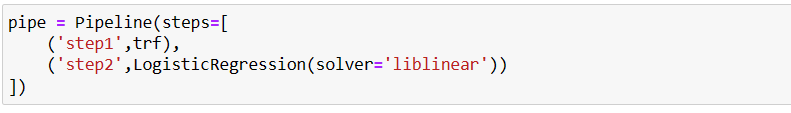 pipe = Pipeline(steps=[
    ('step1',trf),
    ('step2',LogisticRegression(solver='liblinear'))
])